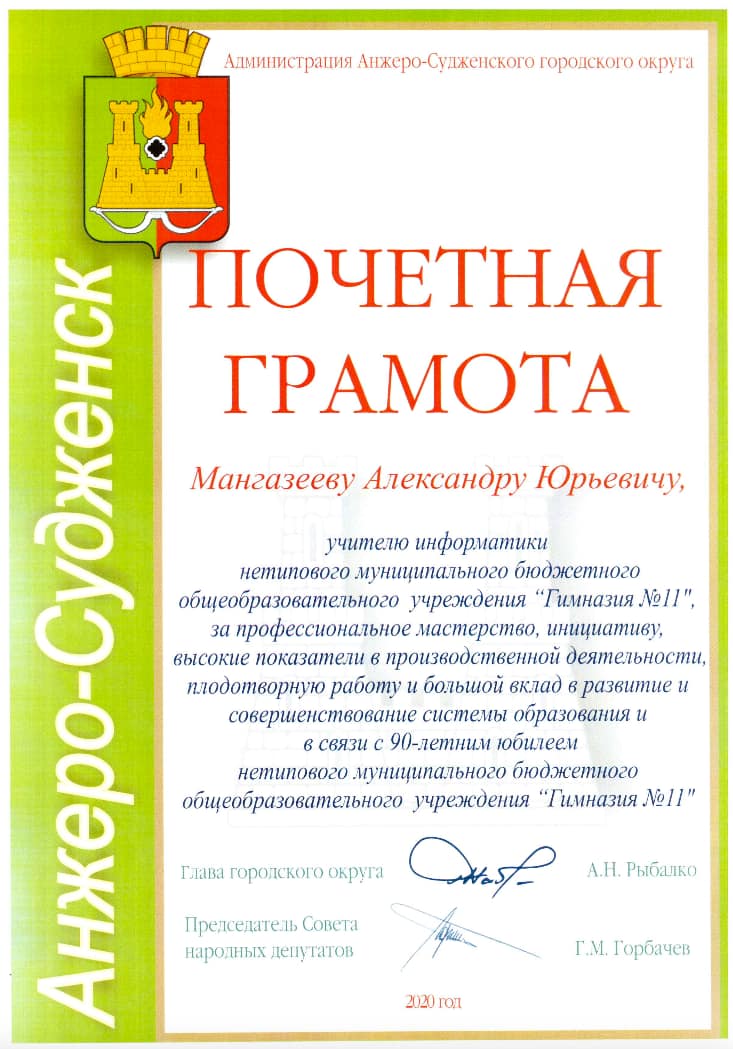 Администрация Анжеро-Судженского городского округа
Анжеро-Судженск
ПОЧЕТНАЯ
ГРАМОТА
Мангазееву Александру Юрьевичу,
учителю информатики
нетипового муниципального бюджетного
общеобразовательного учреждения “Гимназия №11",
за профессиональное мастерство, инициативу,
высокие показатели в производственной деятельности,
плодотворную работу и большой вклад в развитие и
совершенствование системы образования и
в связи с 90-летним юбилеем
нетипового муниципального бюджетного
общеобразовательного учреждения “Гимназия №11"
Глава городского округа
А.Н. Рыбалко
Председатель Совета
народных депутатов
Г.М. Горбачев
2020 год